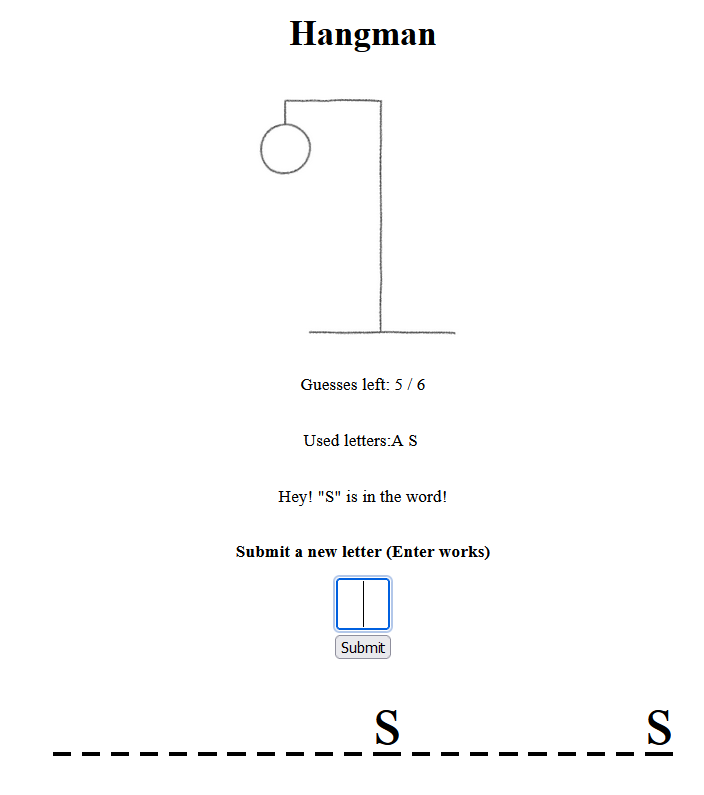 Hangman
Guesses left: 5 / 6
Used letters:A S
Hey! "S" is in the word!
Submit a new letter (Enter works)
Submit
_ _ _ _ _ _ _ _ _ _ _ S _ _ _ _ _ _ _ _ S